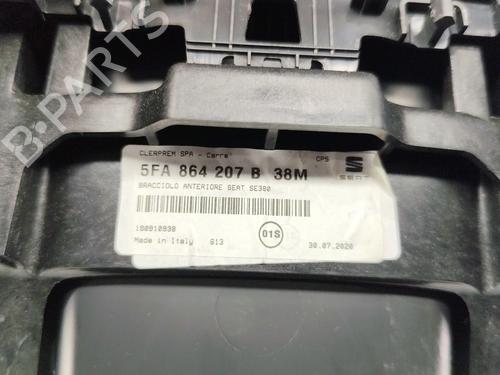 B-PARTS
CLERPREM SPA - Carre'
CPS
5FA 864 207 B 38M
SEAT
BRACCIOLO ANTERIORE SEAT SE380
180910938
Made in Italy 613
01S
30.07.2020